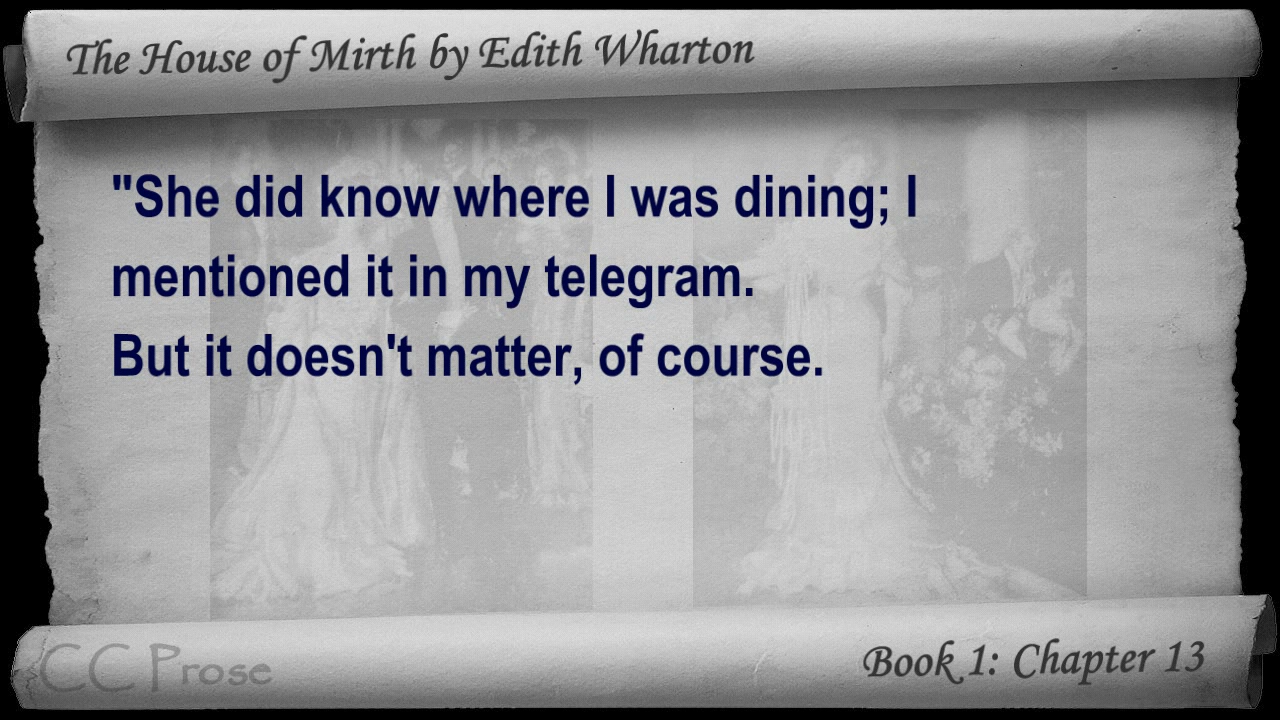 The House of Mirth by Edith Wharton
"She did know where I was dining; I
mentioned it in my telegram.
But it doesn't matter, of course.
CC Prose
Book 1: Chapter 13